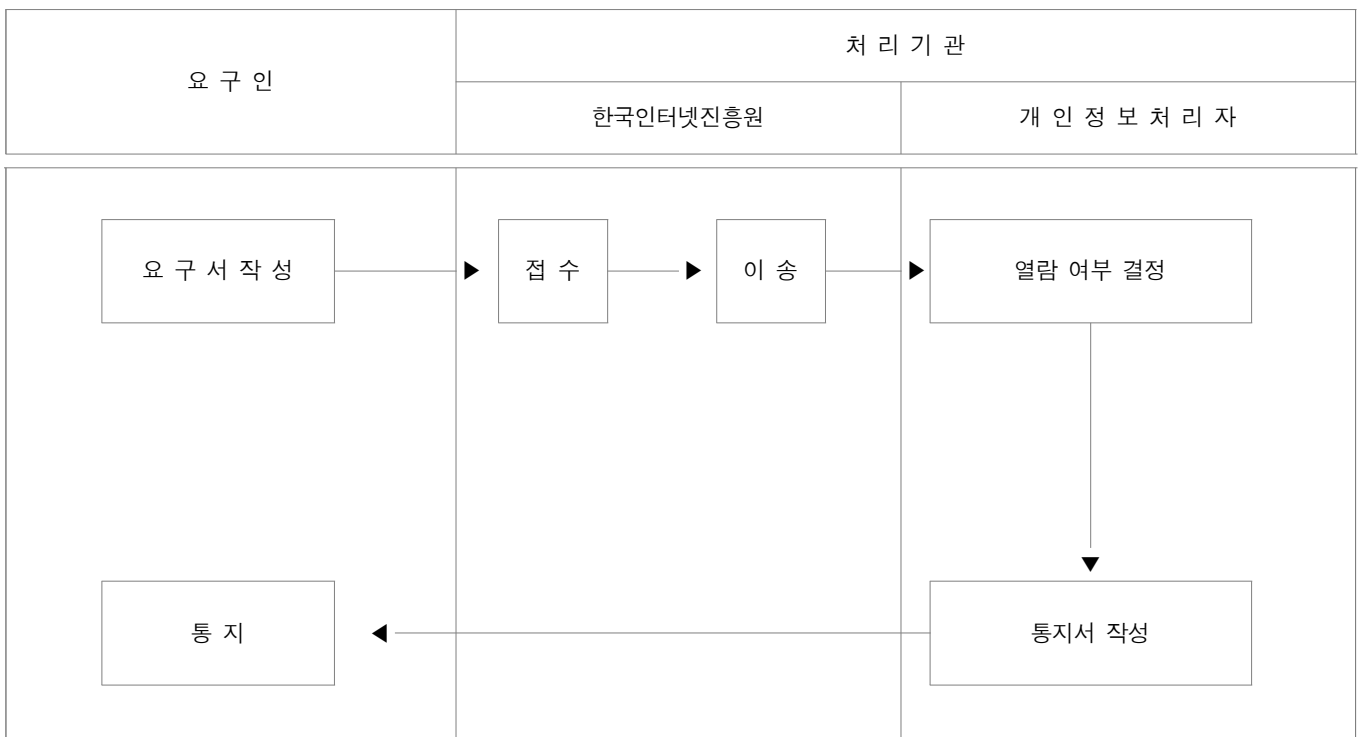 요 구 인
처 리 기 관
한국인터넷진흥원
개 인 정 보 처 리 자
요 구 서 작 성
접 수
이 송
열람 여부 결정
통 지
통지서 작성